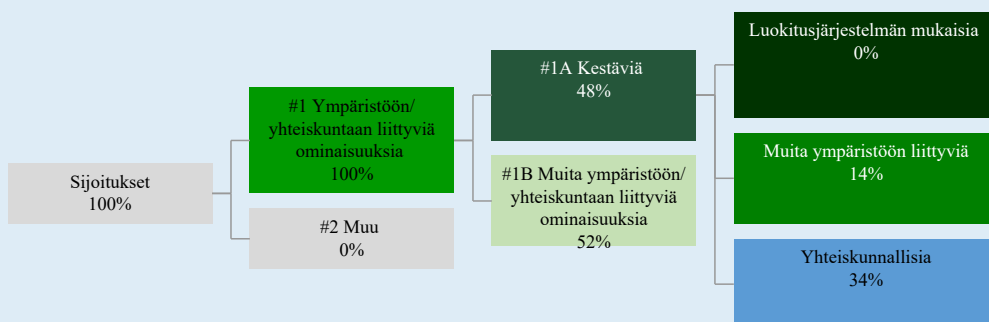 Sijoitukset
100%
#1 Ympäristöön/
yhteiskuntaan liittyviä
ominaisuuksia
100%
#2 Muu
0%
#1A Kestäviä
48%
#1B Muita ympäristöön/
yhteiskuntaan liittyviä
ominaisuuksia
52%
Luokitusjärjestelmän mukaisia
0%
Muita ympäristöön liittyviä
14%
Yhteiskunnallisia
34%